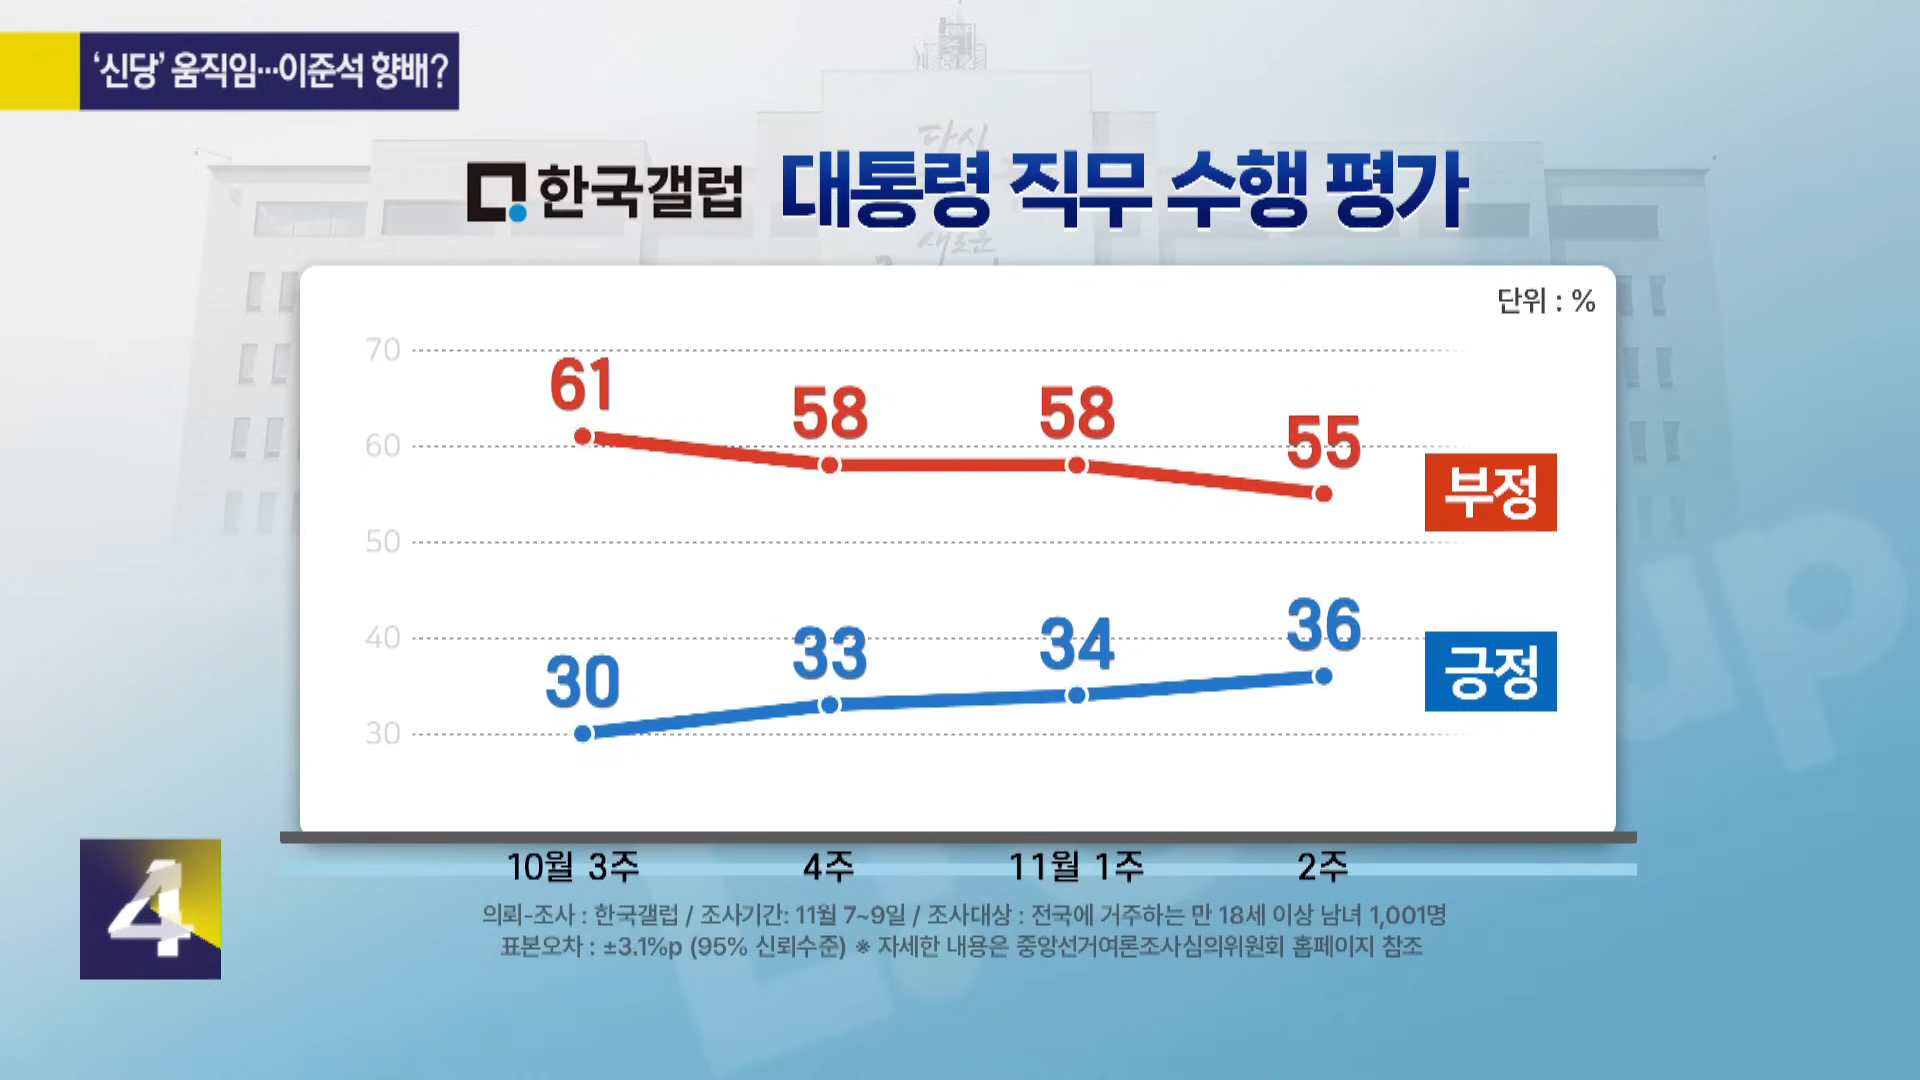 ‘신당’ 움직임…이준석 향배?
한국갤럽 대통령 직무 수행 평가
다시
새로운
단위 : %
70
61
58
58
55
60
부정
50
36
40
33
34
긍정
30
30
10월 3주 4주 11월 1주 2주
의뢰-조사 : 한국갤럽 / 조사기간: 11월 7~9일 / 조사대상 : 전국에 거주하는 만 18세 이상 남녀 1,001명
표본오차 : ±3.1%p (95% 신뢰수준) ※ 자세한 내용은 중앙선거여론조사심의위원회 홈페이지 참조
4